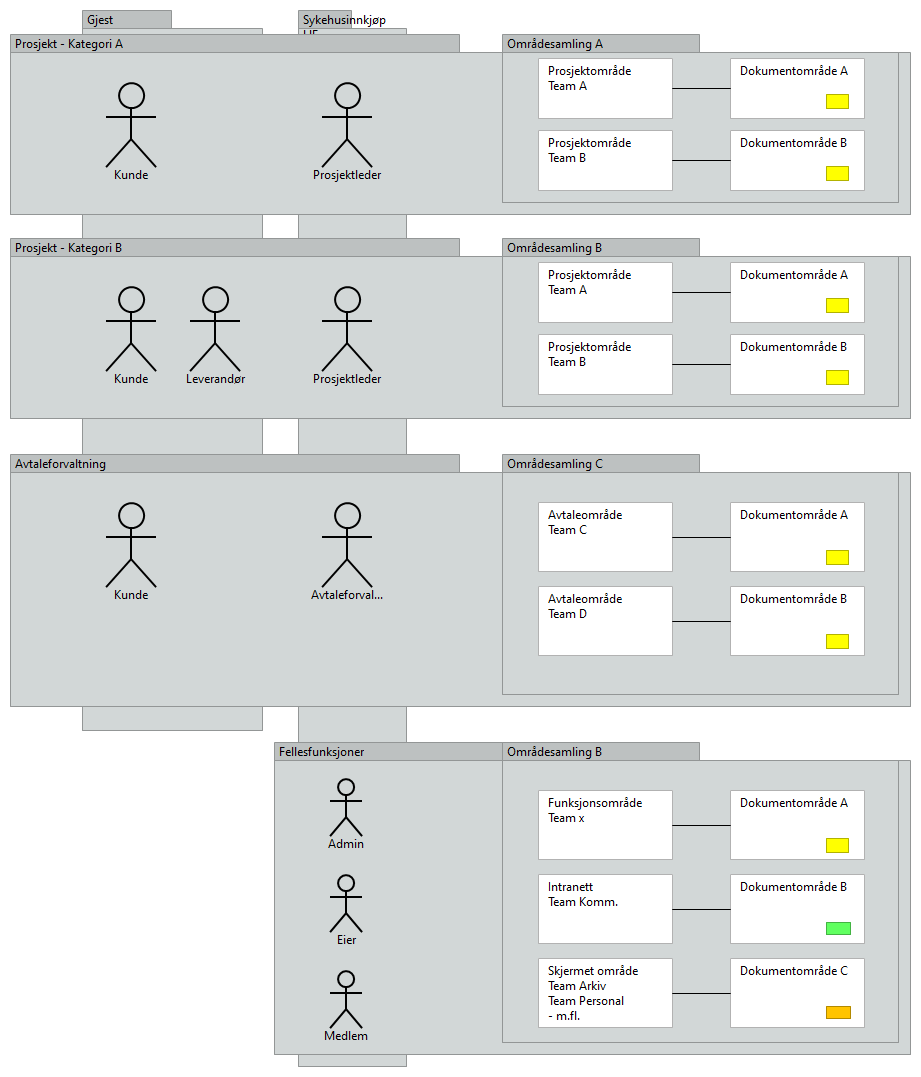 Gjest
Sykehusinnkjøp
HF
Prosjekt - Kategori A
Områdesamling A
Prosjektområde
Team A
Dokumentområde A
Prosjektområde
Team B
Dokumentområde B
Kunde
Prosjektleder
Prosjekt - Kategori B
Områdesamling B
Prosjektområde
Team A
Dokumentområde A
Prosjektområde
Team B
Dokumentområde B
Kunde
Leverandør
Prosjektleder
Avtaleforvaltning
Områdesamling C
Avtaleområde
Team C
Dokumentområde A
Avtaleområde
Team D
Dokumentområde B
Kunde
Avtaleforval...
Fellesfunksjoner
Områdesamling B
Funksjonsområde
Team x
Dokumentområde A
Admin
Intranett
Team Komm.
Dokumentområde B
Eier
Skjermet område
Team Arkiv
Team Personal
- m.fl.
Dokumentområde C
Medlem